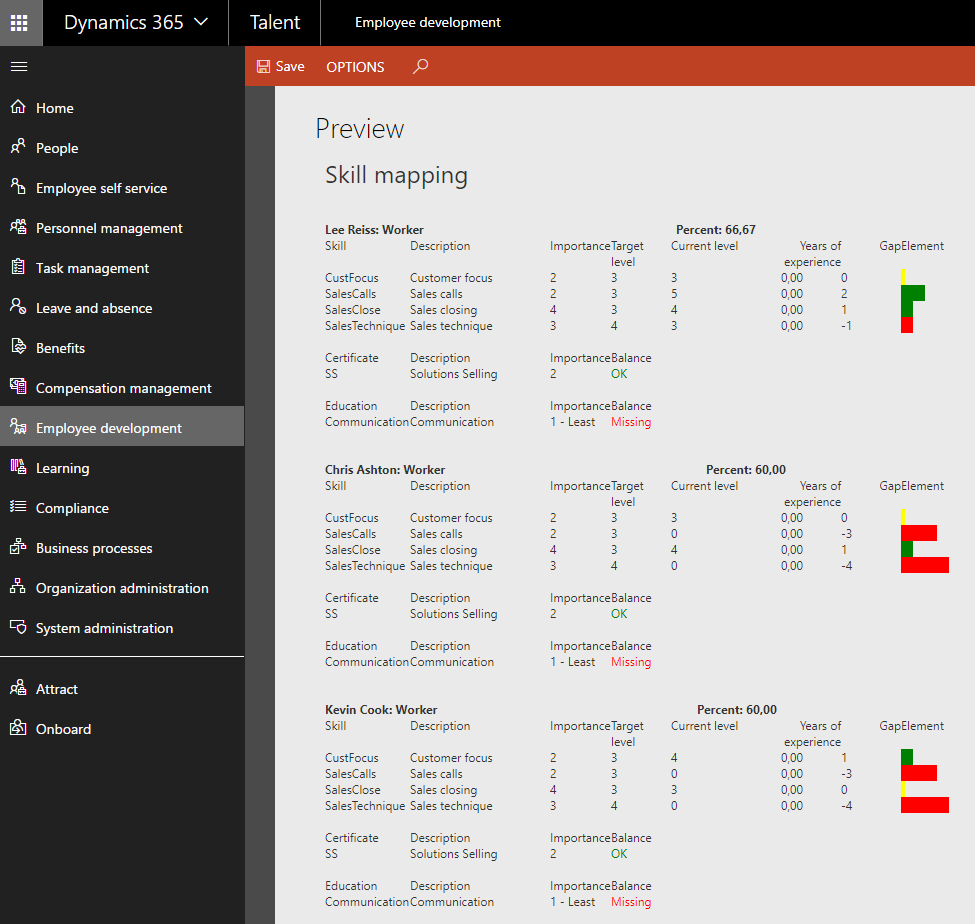 Dynamics 365 Talent Employee development
Save OPTIONS
Home
People
Employee self service
Personnel management
Task management
Leave and absence
Benefits
Compensation management
Employee development
Learning
Compliance
Business processes
Organization administration
System administration
Attract
Onboard
Preview
Skill mapping
Lee Reiss: Worker Percent: 66,67
Skill Description Importance Target level Current level Years of experience Gap Element
CustFocus Customer focus 2 3 3 0,00 0
SalesCalls Sales calls 2 3 5 0,00 2
SalesClose Sales closing 4 3 4 0,00 1
SalesTechnique Sales technique 3 4 3 0,00 -1
Certificate Description Importance Balance
SS Solutions Selling 2 OK
Education Description Importance Balance
Communication Communication 1 - Least Missing
Chris Ashton: Worker Percent: 60,00
Skill Description Importance Target level Current level Years of experience Gap Element
CustFocus Customer focus 2 3 3 0,00 0
SalesCalls Sales calls 2 3 0 0,00 -3
SalesClose Sales closing 4 3 4 0,00 1
SalesTechnique Sales technique 3 4 0 0,00 -4
Certificate Description Importance Balance
SS Solutions Selling 2 OK
Education Description Importance Balance
Communication Communication 1 - Least Missing
Kevin Cook: Worker Percent: 60,00
Skill Description Importance Target level Current level Years of experience Gap Element
CustFocus Customer focus 2 3 4 0,00 1
SalesCalls Sales calls 2 3 0 0,00 -3
SalesClose Sales closing 4 3 3 0,00 0
SalesTechnique Sales technique 3 4 0 0,00 -4
Certificate Description Importance Balance
SS Solutions Selling 2 OK
Education Description Importance Balance
Communication Communication 1 - Least Missing